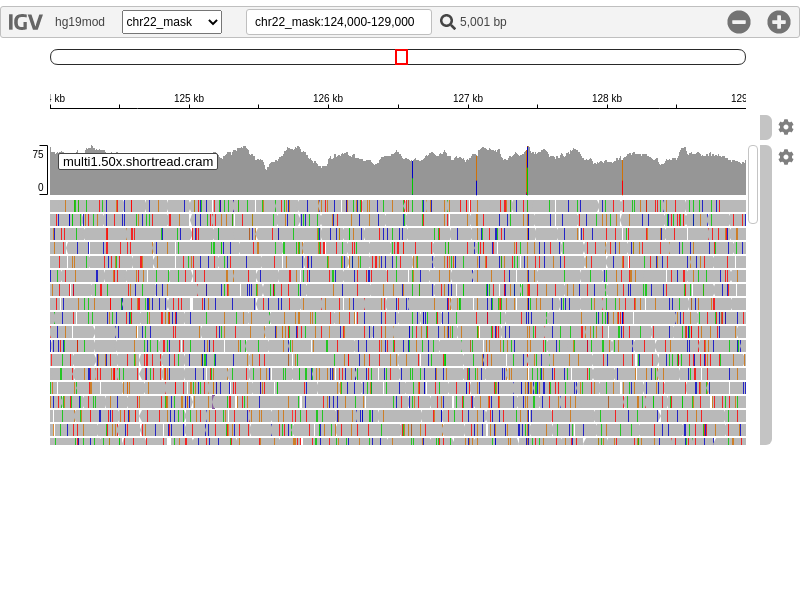 IGV hg19mod chr22_mask chr22_mask:124,000-129,000 5,001 bp
kb 125 kb 126 kb 127 kb 128 kb 129
75
multi1.50x.shortread.cram
0